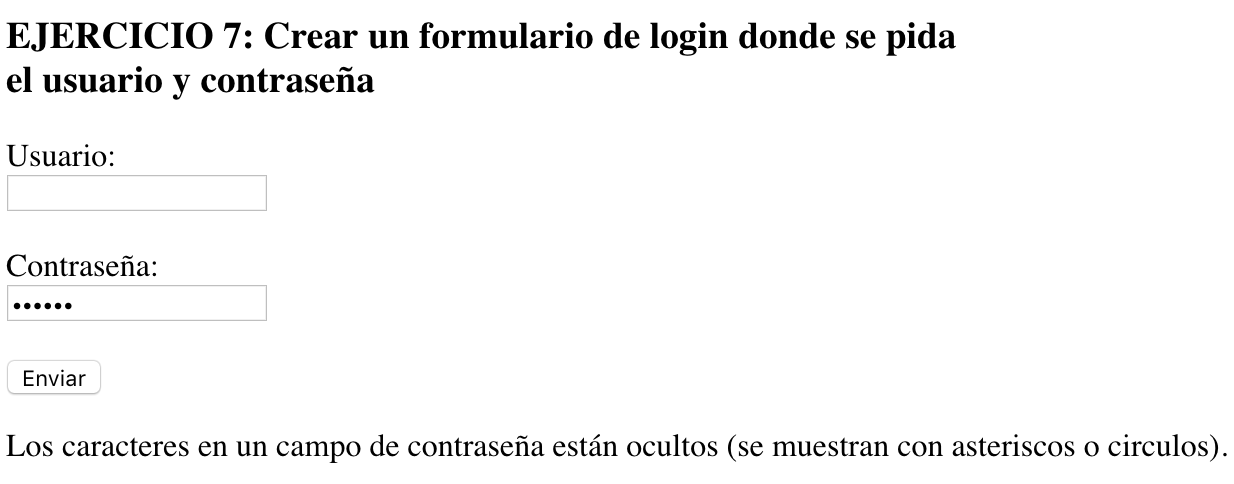 EJERCICIO 7: Crear un formulario de login donde se pida
el usuario y contraseña
Usuario:
Contraseña:
••••••
Enviar
Los caracteres en un campo de contraseña están ocultos (se muestran con asteriscos o circulos).